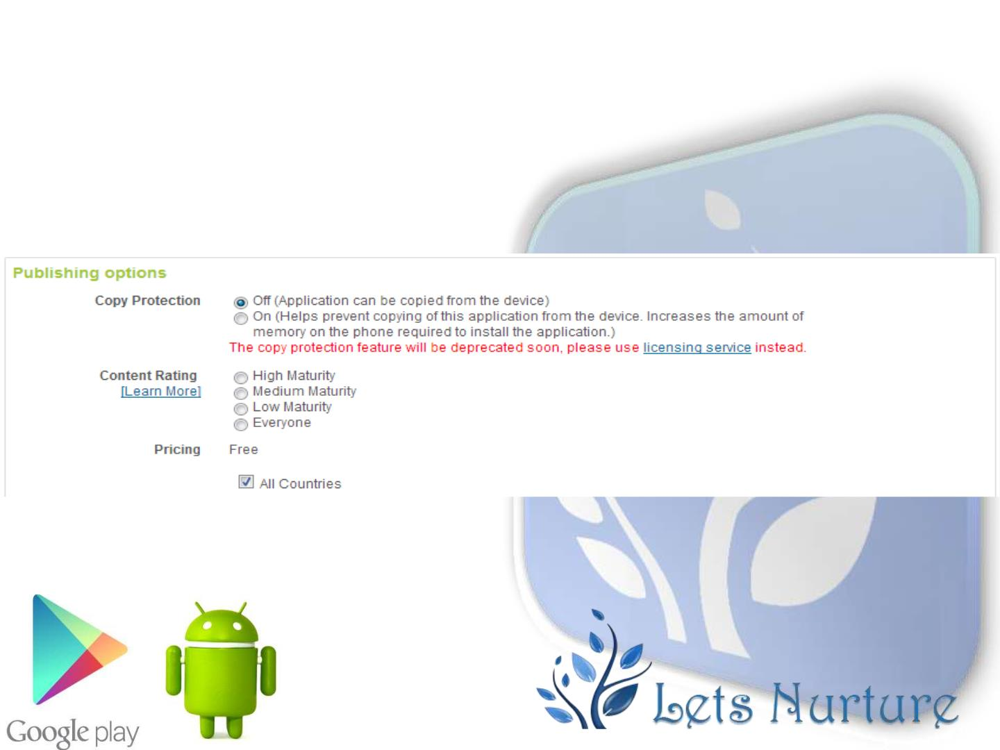 Publishing options
Copy Protection
Off (Application can be copied from the device)
On (Helps prevent copying of this application from the device. Increases the amount of
memory on the phone required to install the application.)
The copy protection feature will be deprecated soon, please use licensing service instead.
Content Rating
[Learn More]
High Maturity
Medium Maturity
Low Maturity
Everyone
Pricing
Free
All Countries
Google play
Lets Nurture